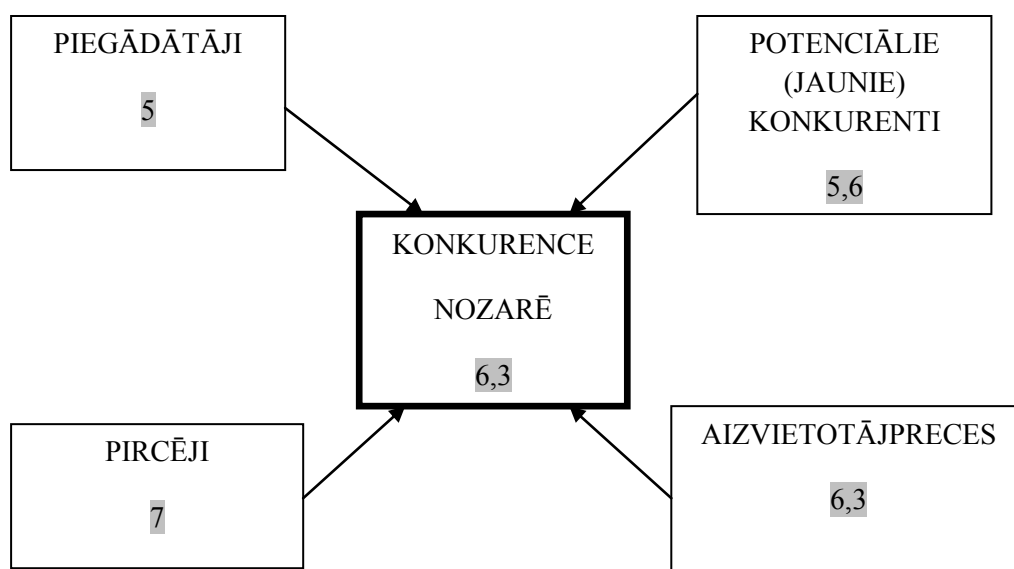 PIEGĀDĀTĀJI
5
POTENCIĀLIE
(JAUNIE)
KONKURENTI
5,6
KONKURENCE
NOZARĒ
6,3
PIRCĒJI
7
AIZVIETOTĀJPRECES
6,3